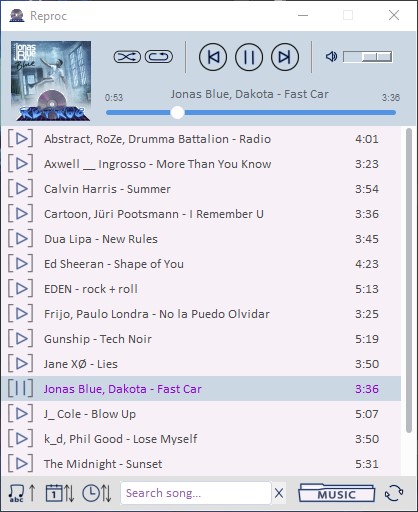 Reproc
JONAS
BLUE
Blue
REPROC
Jonas Blue, Dakota - Fast Car
0:53
3:36
Abstract, RoZe, Drumma Battalion - Radio 4:01
Axwell __ Ingrosso - More Than You Know 3:23
Calvin Harris - Summer 3:54
Cartoon, Jüri Pootsmann - I Remember U 3:36
Dua Lipa - New Rules 3:45
Ed Sheeran - Shape of You 4:23
EDEN - rock + roll 5:13
Frijo, Paulo Londra - No la Puedo Olvidar 3:25
Gunship - Tech Noir 5:19
Jane XØ - Lies 3:50
Jonas Blue, Dakota - Fast Car 3:36
J_ Cole - Blow Up 5:07
k_d, Phil Good - Lose Myself 3:50
The Midnight - Sunset 5:31
abc 1 Search song... X MUSIC